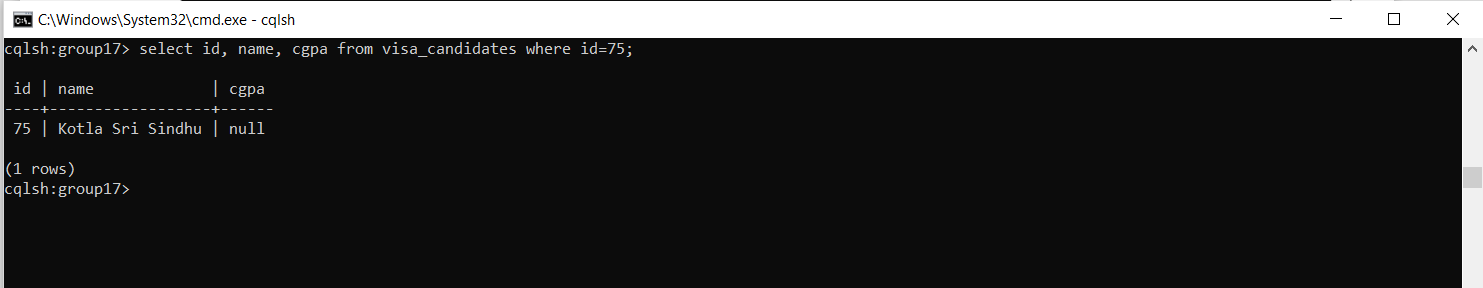 C:\Windows\System32\cmd.exe - cqlsh
cqlsh:group17> select id, name, cgpa from visa_candidates where id=75;
 id | name             | cgpa
----+------------------+------
 75 | Kotla Sri Sindhu | null
(1 rows)
cqlsh:group17>